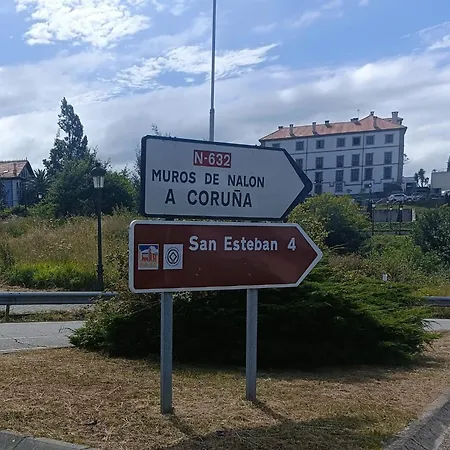 N-632
MUROS DE NALON
A CORUÑA
San Esteban 4